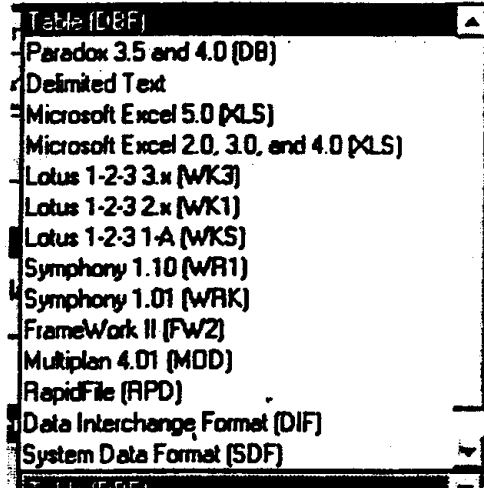 Table (DBF)
Paradox 3.5 and 4.0 (DB)
Delimited Text
Microsoft Excel 5.0 (XLS)
Microsoft Excel 2.0, 3.0, and 4.0 (XLS)
Lotus 1-2-3 3.x (WK3)
Lotus 1-2-3 2.x (WK1)
Lotus 1-2-3 1-A (WKS)
Symphony 1.10 (WR1)
Symphony 1.01 (WRK)
FrameWork II (FW2)
Multiplan 4.01 (MOD)
RapidFile (RPD)
Data Interchange Format (DIF)
System Data Format (SDF)
Table (DBF)